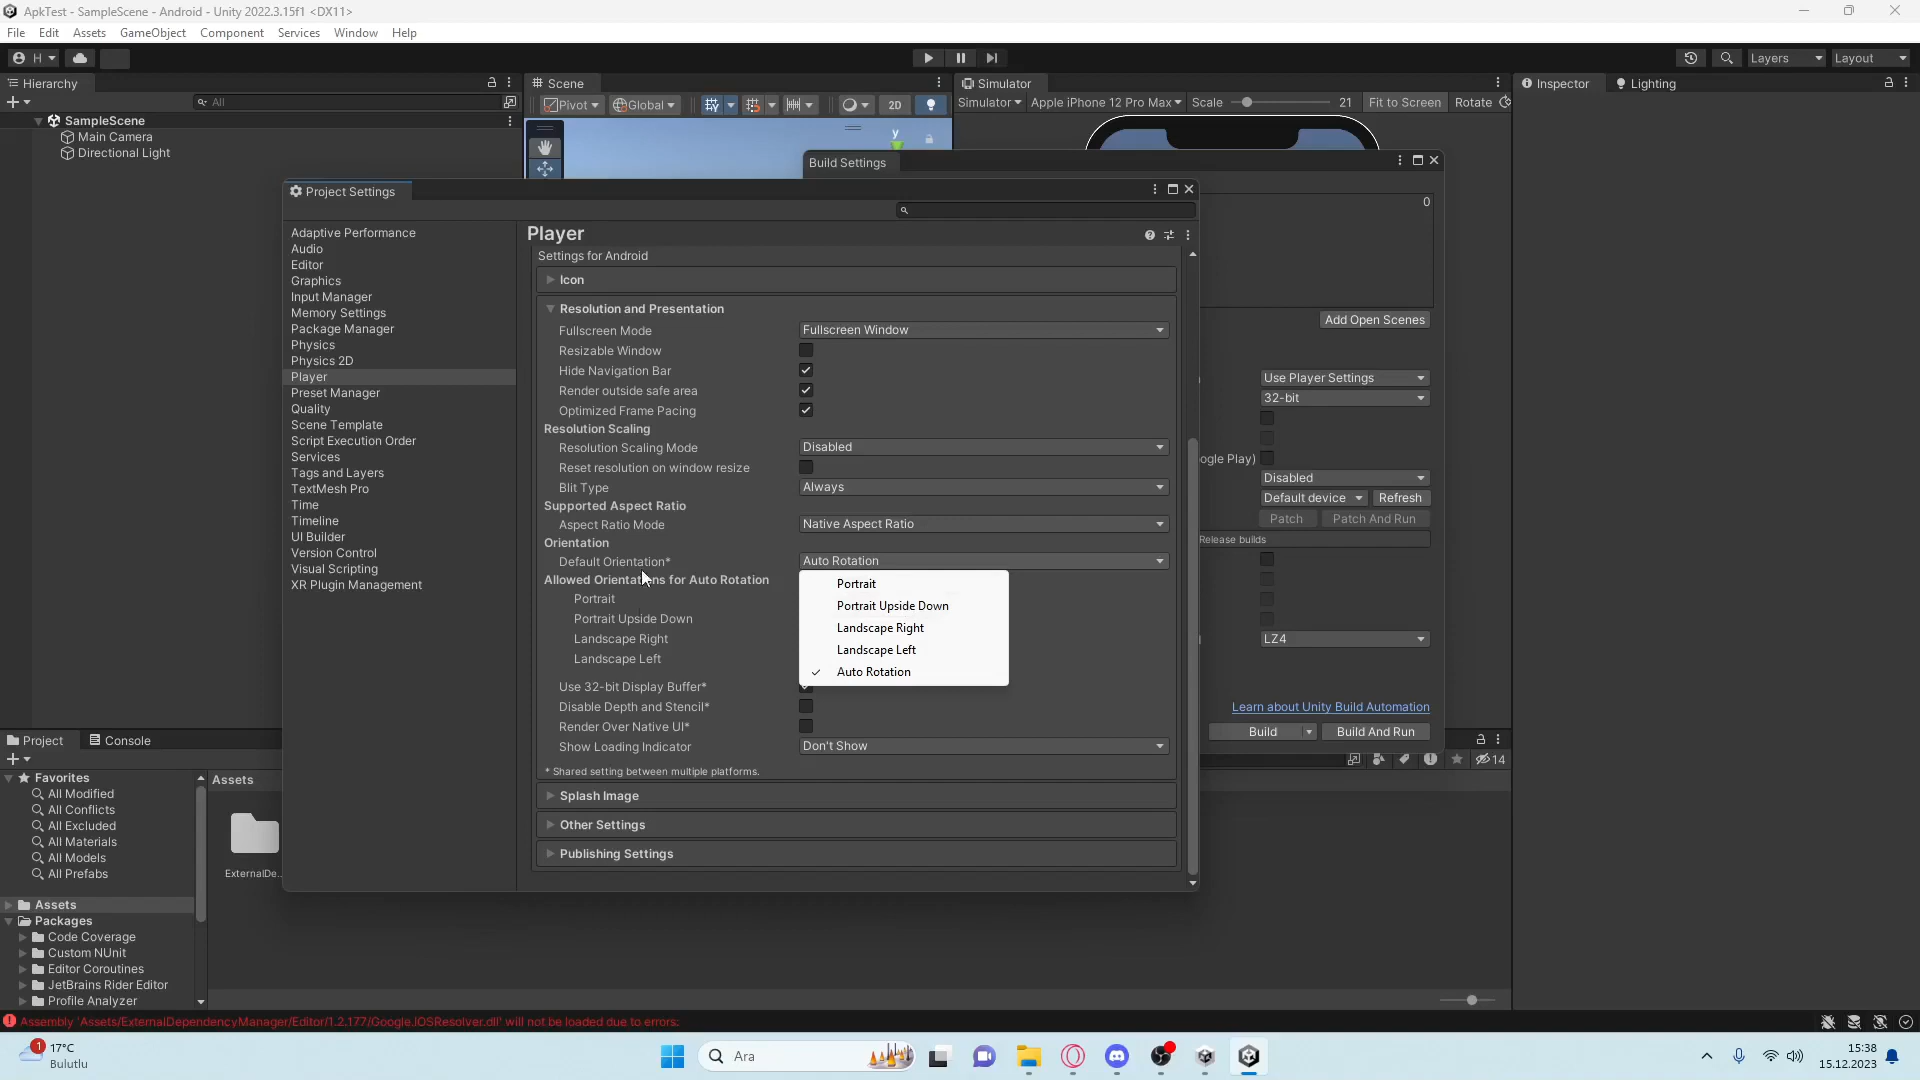 ApkTest - SampleScene - Android - Unity 2022.3.15f1 <DX11>
File Edit Assets GameObject Component Services Window Help
H
Layers Layout
Hierarchy
All
SampleScene
Main Camera
Directional Light
Scene
Pivot Global 2D
y
Simulator
Simulator Apple iPhone 12 Pro Max Scale 21 Fit to Screen Rotate
Inspector Lighting
Build Settings
0
Add Open Scenes
Use Player Settings
32-bit
ogle Play)
Disabled
Default device Refresh
Patch Patch And Run
Release builds
LZ4
Learn about Unity Build Automation
Build Build And Run
Project Settings
Adaptive Performance
Audio
Editor
Graphics
Input Manager
Memory Settings
Package Manager
Physics
Physics 2D
Player
Preset Manager
Quality
Scene Template
Script Execution Order
Services
Tags and Layers
TextMesh Pro
Time
Timeline
UI Builder
Version Control
Visual Scripting
XR Plugin Management
Player
Settings for Android
Icon
Resolution and Presentation
Fullscreen Mode Fullscreen Window
Resizable Window
Hide Navigation Bar
Render outside safe area
Optimized Frame Pacing
Resolution Scaling
Resolution Scaling Mode Disabled
Reset resolution on window resize
Blit Type Always
Supported Aspect Ratio
Aspect Ratio Mode Native Aspect Ratio
Orientation
Default Orientation* Auto Rotation
Allowed Orientations for Auto Rotation
Portrait
Portrait Upside Down
Landscape Right
Landscape Left
Portrait
Portrait Upside Down
Landscape Right
Landscape Left
Auto Rotation
Use 32-bit Display Buffer*
Disable Depth and Stencil*
Render Over Native UI*
Show Loading Indicator Don't Show
* Shared setting between multiple platforms.
Splash Image
Other Settings
Publishing Settings
Project Console
14
Favorites
All Modified
All Conflicts
All Excluded
All Materials
All Models
All Prefabs
Assets
Packages
Code Coverage
Custom NUnit
Editor Coroutines
JetBrains Rider Editor
Profile Analyzer
Assets
ExternalDe...
Assembly 'Assets/ExternalDependencyManager/Editor/1.2.177/Google.IOSResolver.dll' will not be loaded due to errors:
1
17°C
Bulutlu
Ara
15:38
15.12.2023